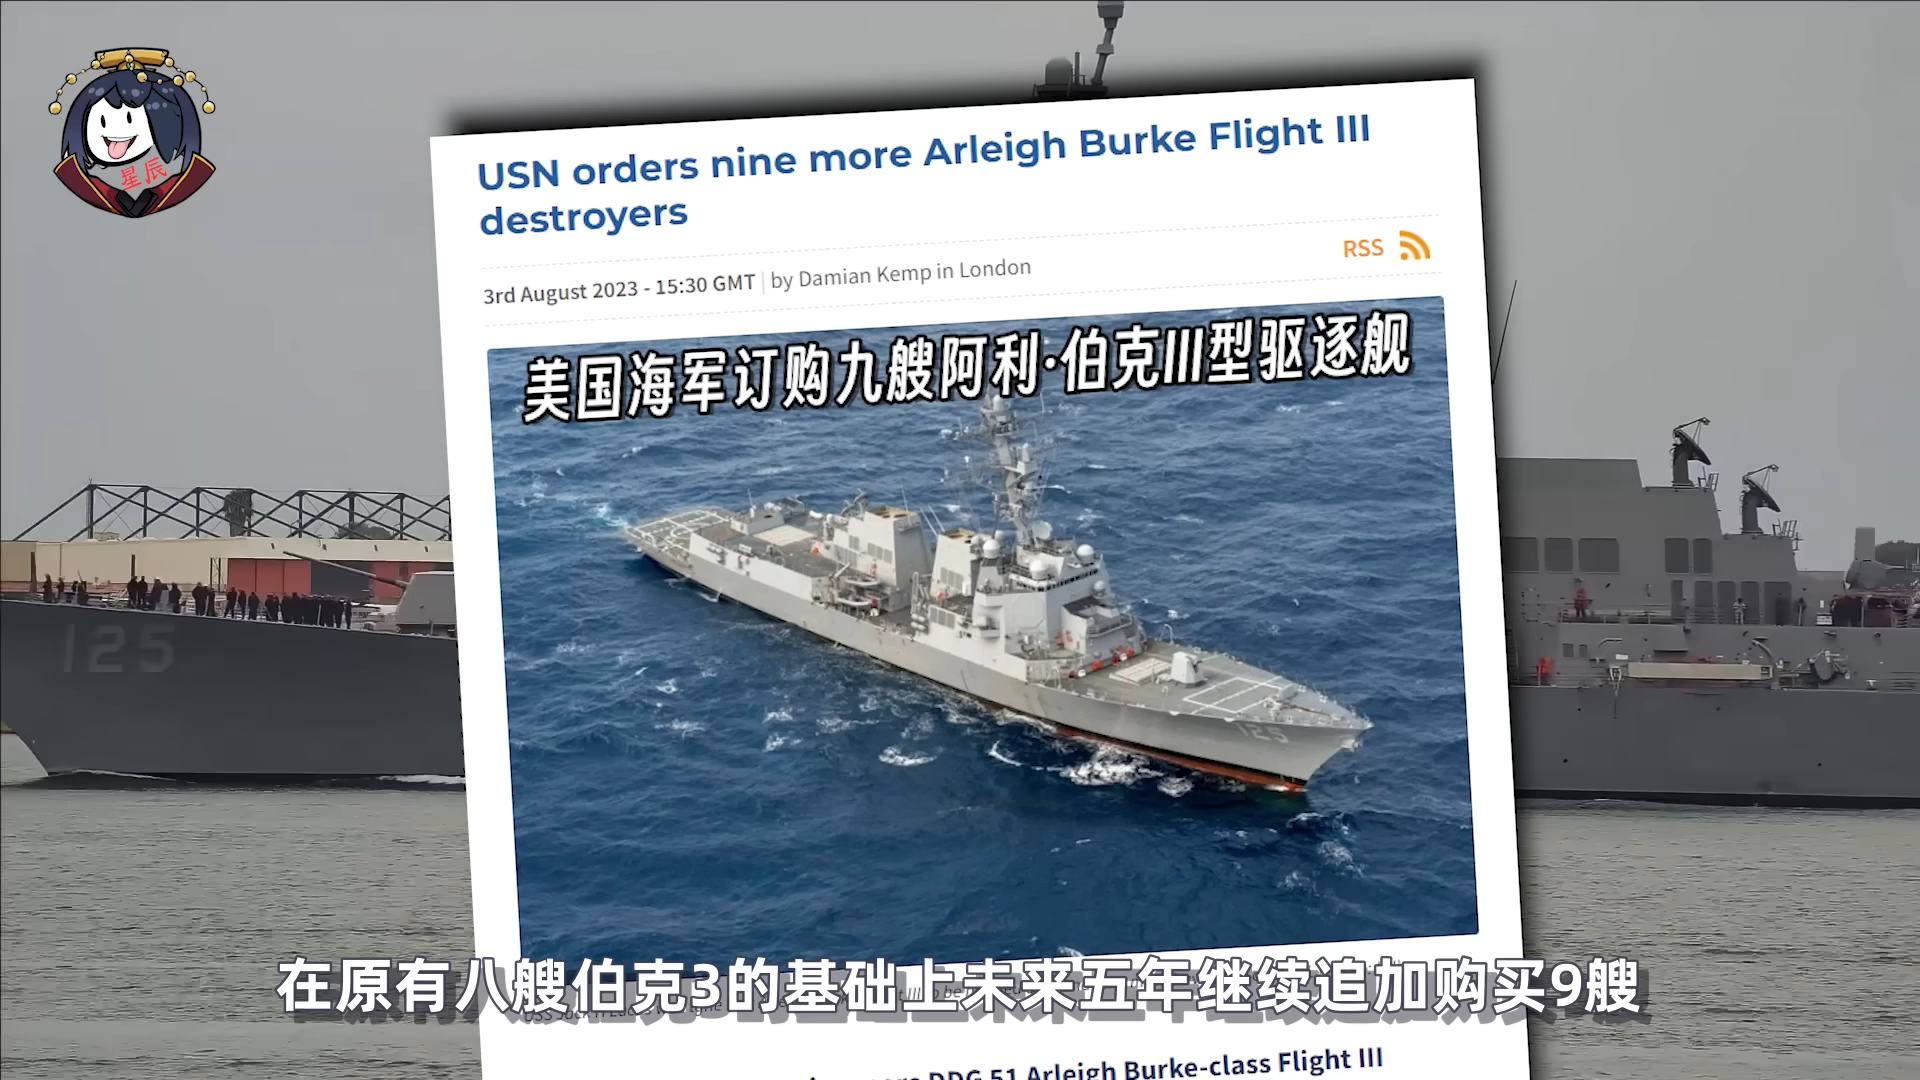 星辰
USN orders nine more Arleigh Burke Flight III
destroyers
RSS
3rd August 2023 - 15:30 GMT | by Damian Kemp in London
美国海军订购九艘阿利·伯克III型驱逐舰
125
125
在原有八艘伯克3的基础上未来五年继续追加购买9艘
DDG 51 Arleigh Burke-class Flight III